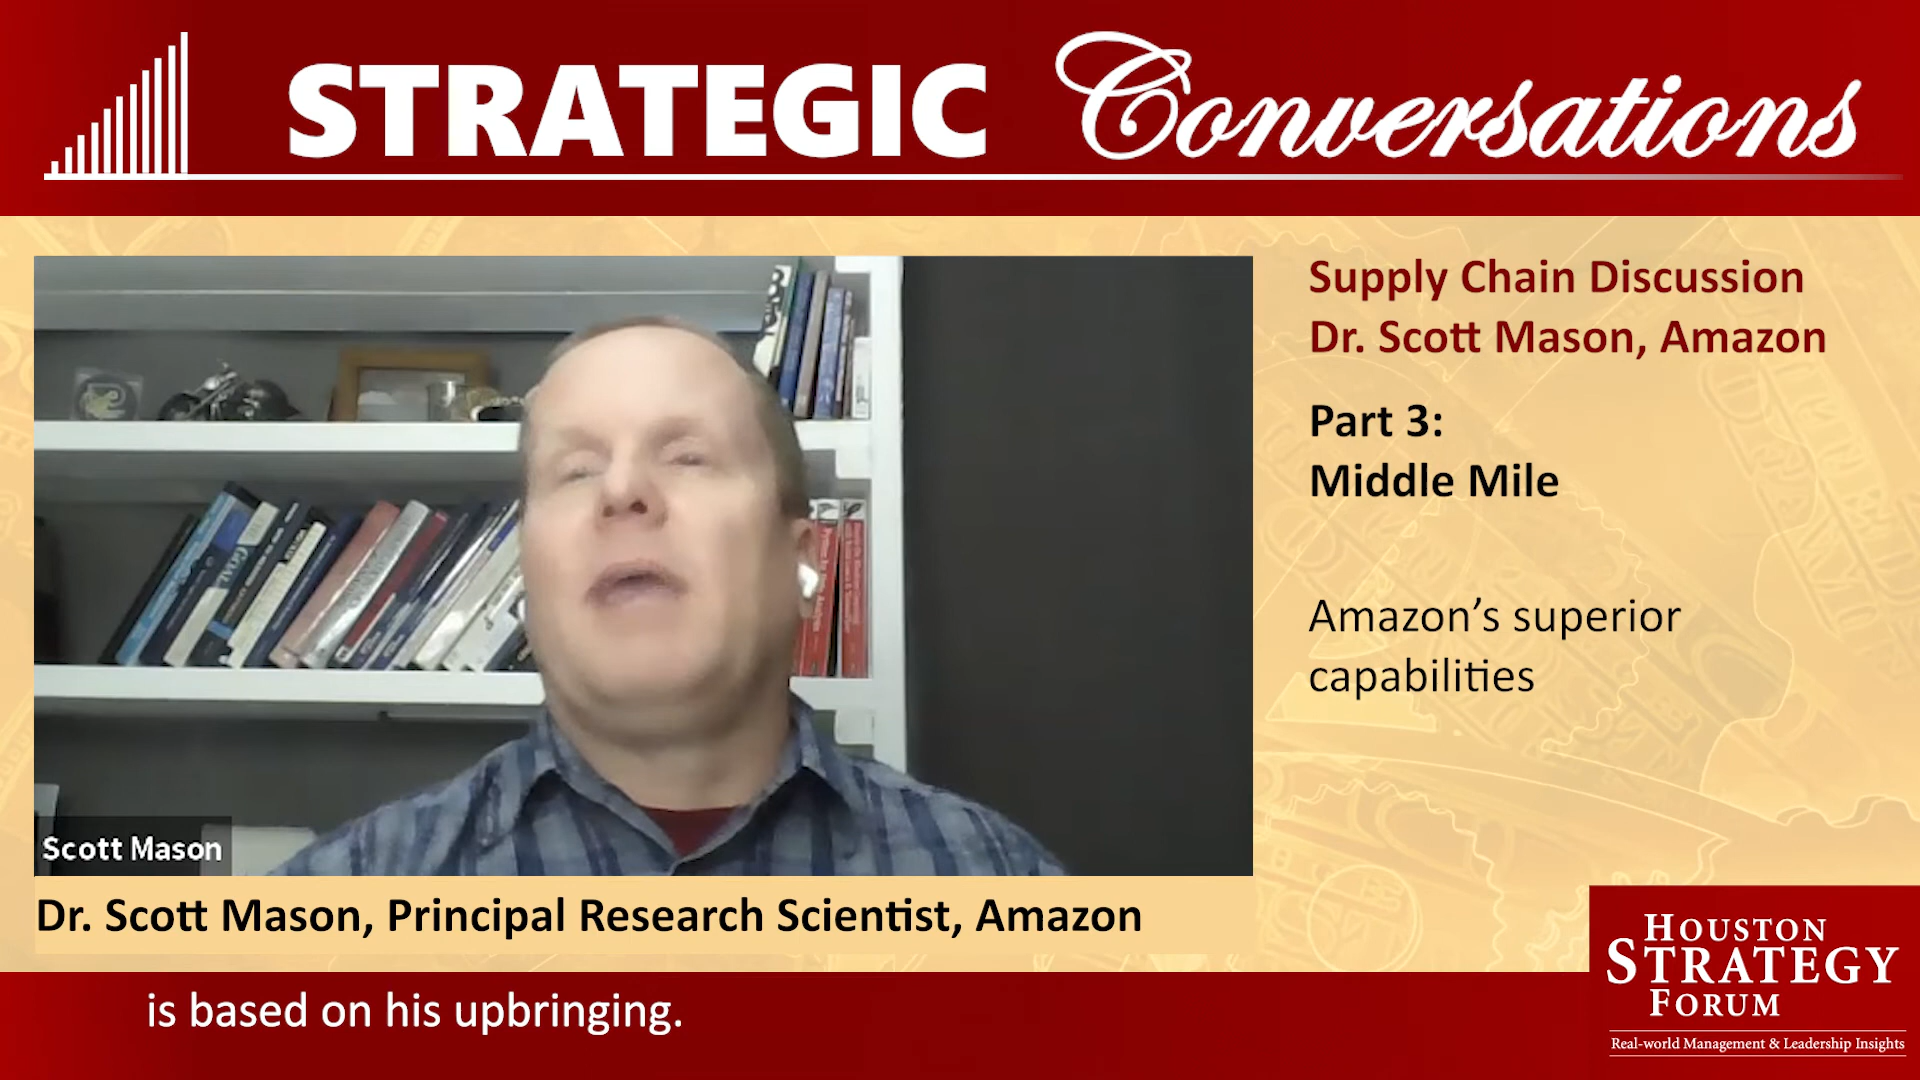 STRATEGIC Conversations
Supply Chain Discussion
Dr. Scott Mason, Amazon
Part 3:
Middle Mile
Amazon’s superior
capabilities
Scott Mason
Dr. Scott Mason, Principal Research Scientist, Amazon
is based on his upbringing.
HOUSTON
STRATEGY
FORUM
Real-world Management & Leadership Insights